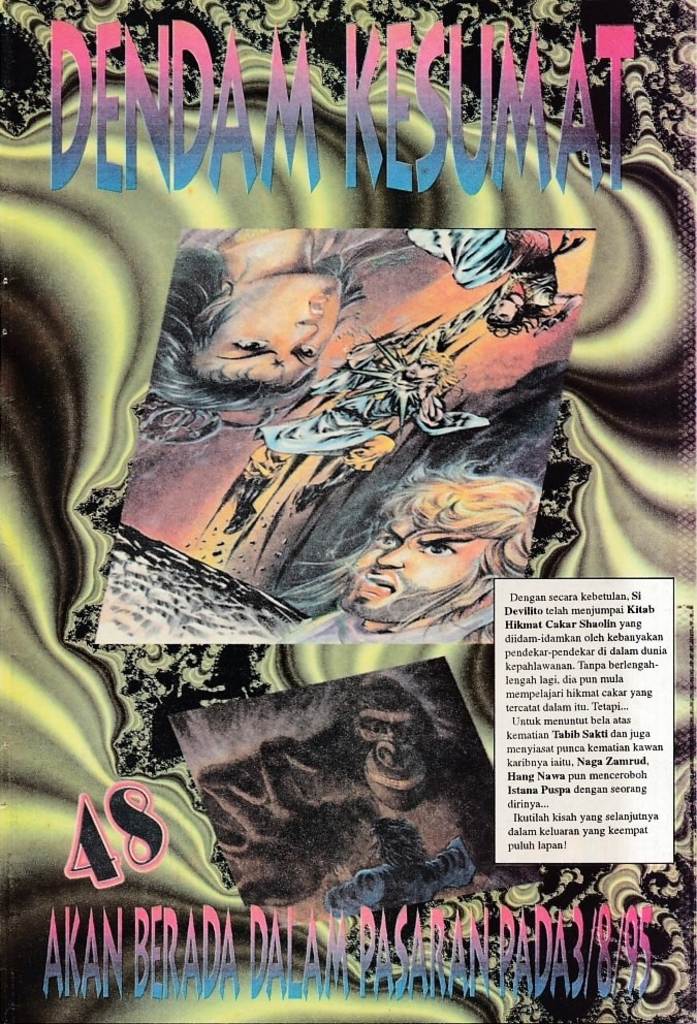 DENDAM KESUMAT
Dengan secara kebetulan, Si
Devilito telah menjumpai Kitab
Hikmat Cakar Shaolin yang
diidam-idamkan oleh kebanyakan
pendekar-pendekar di dalam dunia
kepahlawanan. Tanpa berlengah-
lengah lagi, dia pun mula
mempelajari hikmat cakar yang
tercatat dalam itu. Tetapi...
Untuk menuntut bela atas
kematian Tabib Sakti dan juga
menyiasat punca kematian kawan
karibnya iaitu, Naga Zamrud,
Hang Nawa pun menceroboh
Istana Puspa dengan seorang
dirinya...
Ikutilah kisah yang selanjutnya
dalam keluaran yang keempat
puluh lapan!
48
AKAN BERADA DALAM PASARAN PADA3/8/95